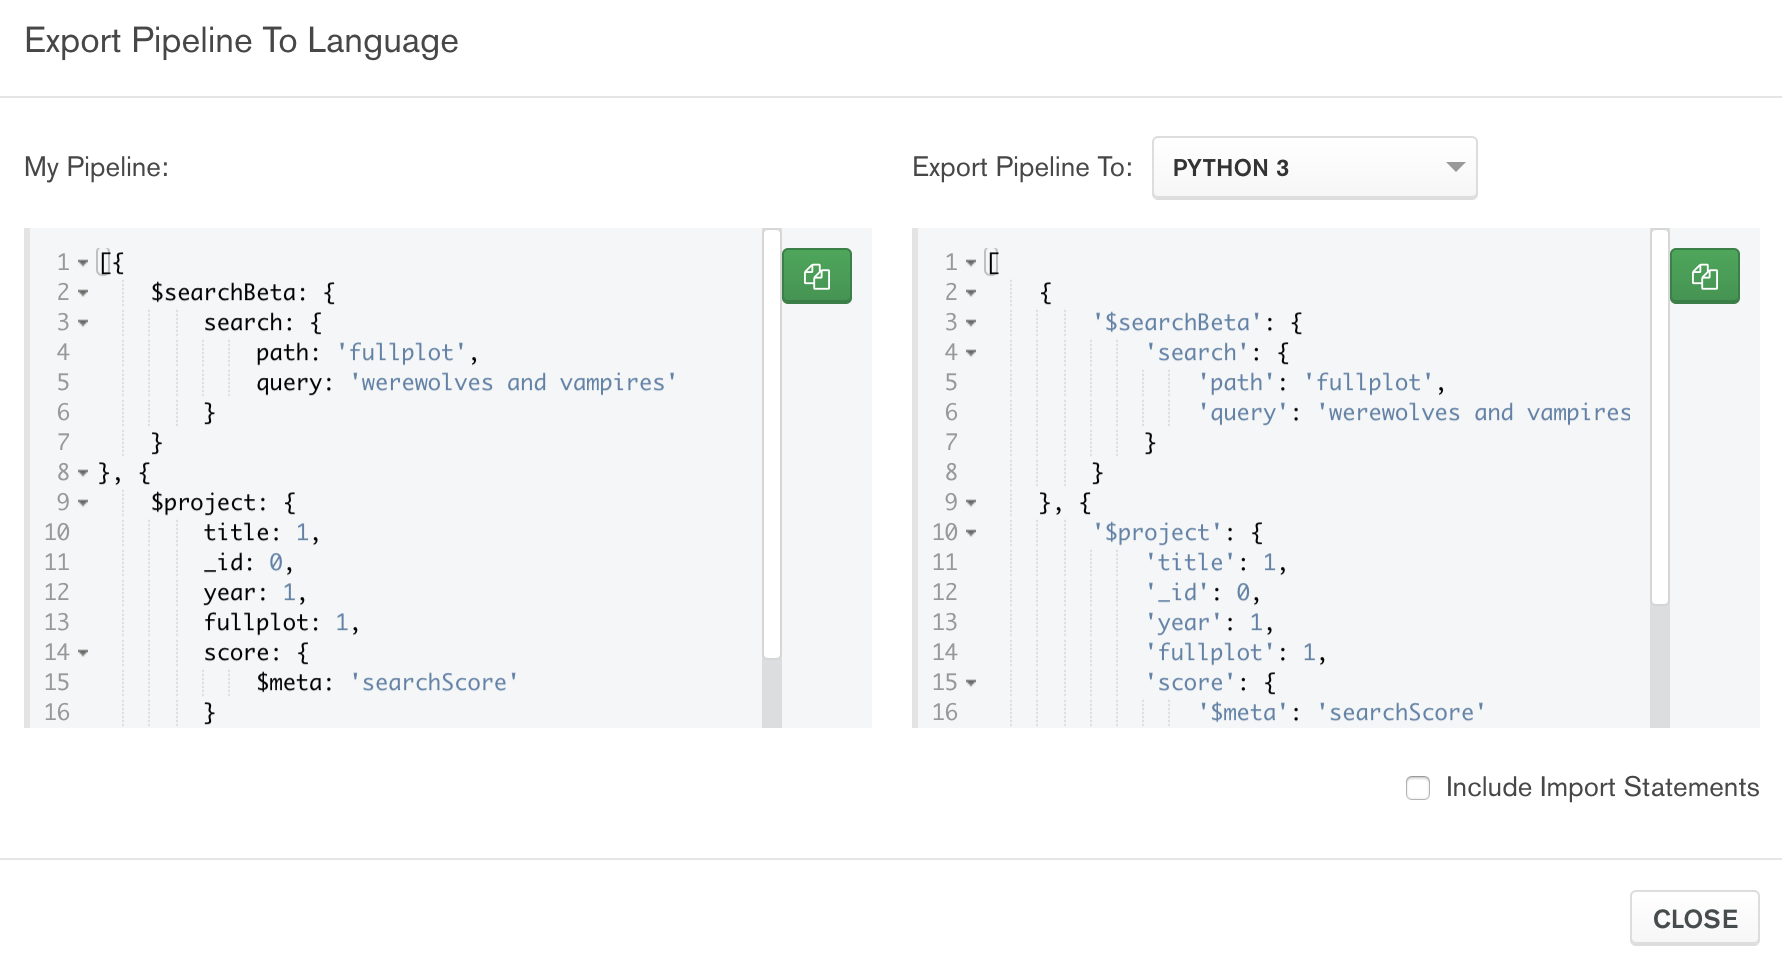 Export Pipeline To Language
My Pipeline:
1 [{
2     $searchBeta: {
3         search: {
4             path: 'fullplot',
5             query: 'werewolves and vampires'
6         }
7     }
8 }, {
9     $project: {
10         title: 1,
11         _id: 0,
12         year: 1,
13         fullplot: 1,
14         score: {
15             $meta: 'searchScore'
16         }
Export Pipeline To: PYTHON 3
1 [
2     {
3         '$searchBeta': {
4             'search': {
5                 'path': 'fullplot',
6                 'query': 'werewolves and vampires
7             }
8         }
9     }, {
10         '$project': {
11             'title': 1,
12             '_id': 0,
13             'year': 1,
14             'fullplot': 1,
15             'score': {
16                 '$meta': 'searchScore'
Include Import Statements
CLOSE